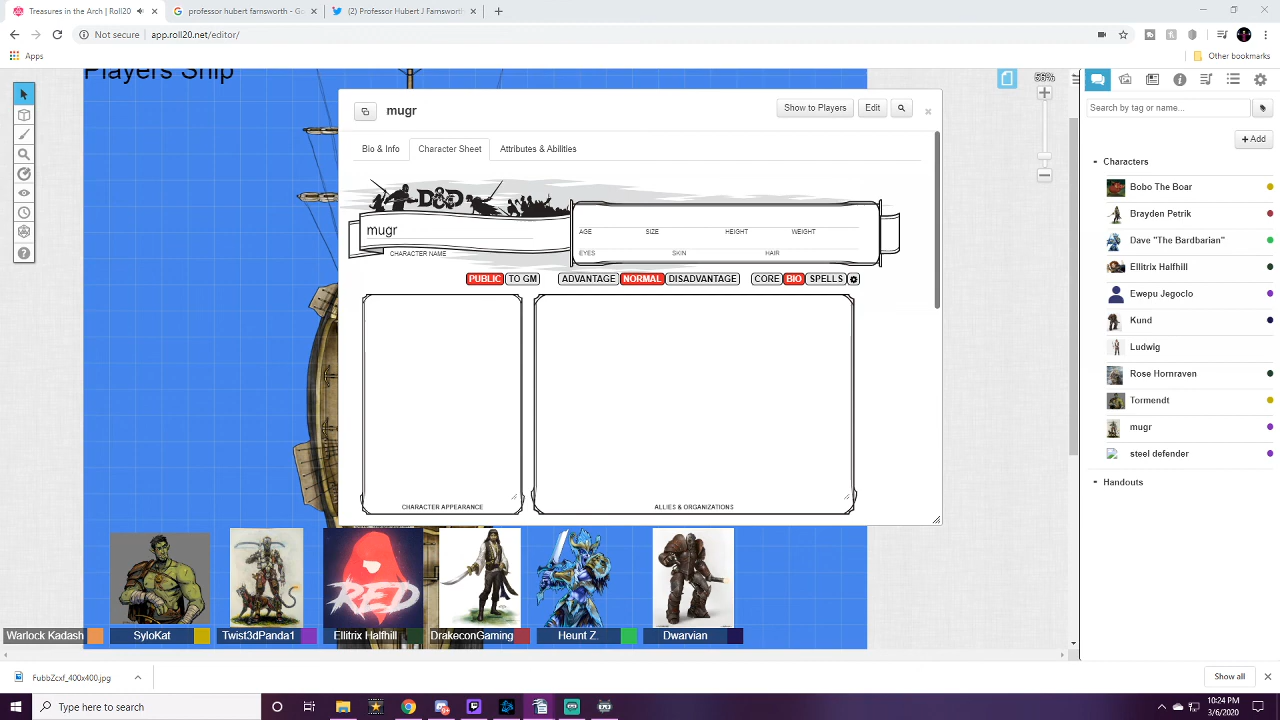 Treasures in the Arch | Roll20
professor hubert farnsworth - Go
(2) Professor Hubert J Farnsworth
Not secure | app.roll20.net/editor/
Apps
Other bookmarks
Players Ship
mugr
Show to Players
Edit
Bio & Info
Character Sheet
Attributes & Abilities
D&D
mugr
CHARACTER NAME
AGE SIZE HEIGHT WEIGHT
EYES SKIN HAIR
PUBLIC TO GM ADVANTAGE NORMAL DISADVANTAGE CORE BIO SPELLS
CHARACTER APPEARANCE
ALLIES & ORGANIZATIONS
Search by tag or name...
+ Add
Characters
Bobo The Boar
Brayden Petrik
Dave "The Bardbarian"
Ellitrix Halfhill
Ewepu Jegoclo
Kund
Ludwig
Rose Hornraven
Tormendt
mugr
steel defender
Handouts
RED
Warlock Kadash
SyloKat
Twist3dPanda1
Ellitrix Halfhill
DrakeconGaming
Heunt Z.
Dwarvian
FubbZcxf_400x400.jpg
Show all
Type here to search
10:24 PM
3/6/2020